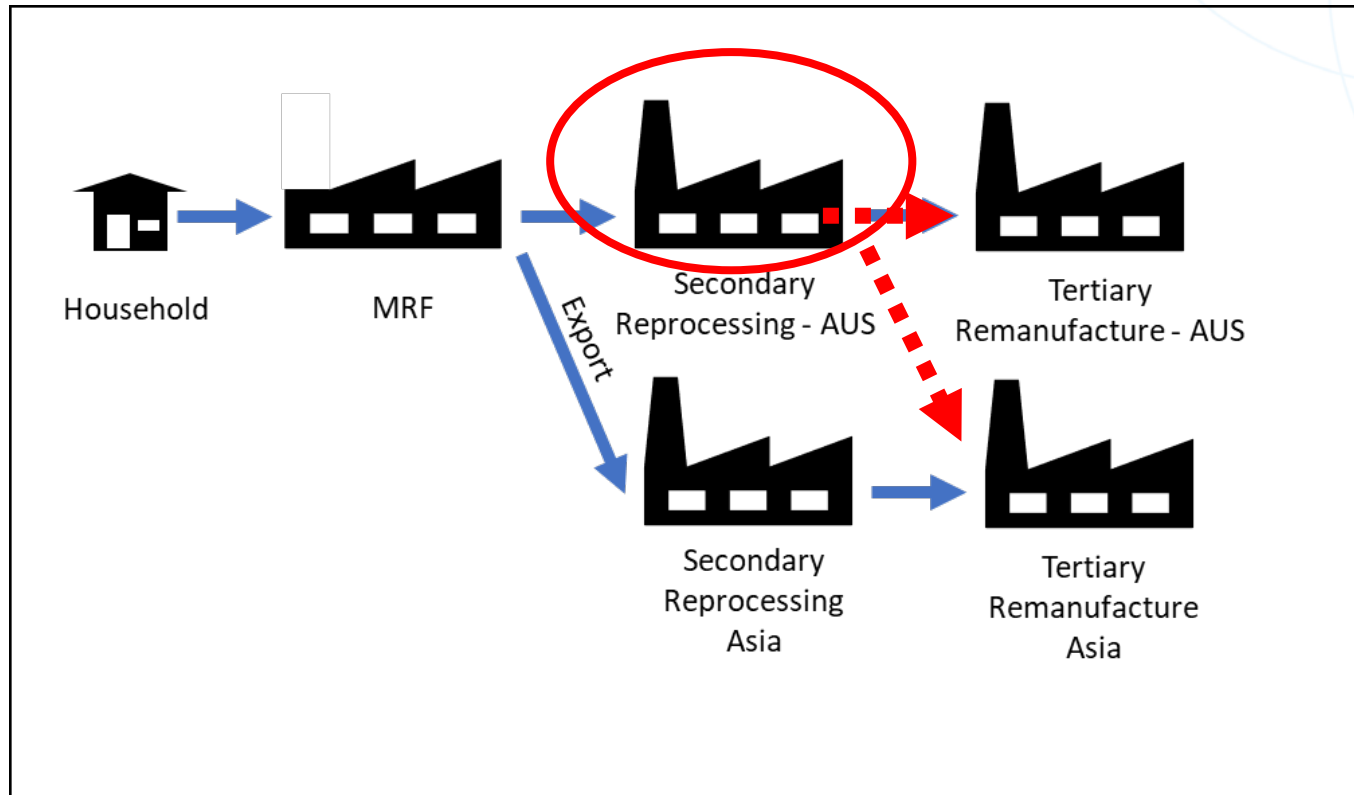 Household
MRF
Export
Secondary
Reprocessing - AUS
Tertiary
Remanufacture - AUS
Secondary
Reprocessing
Asia
Tertiary
Remanufacture
Asia